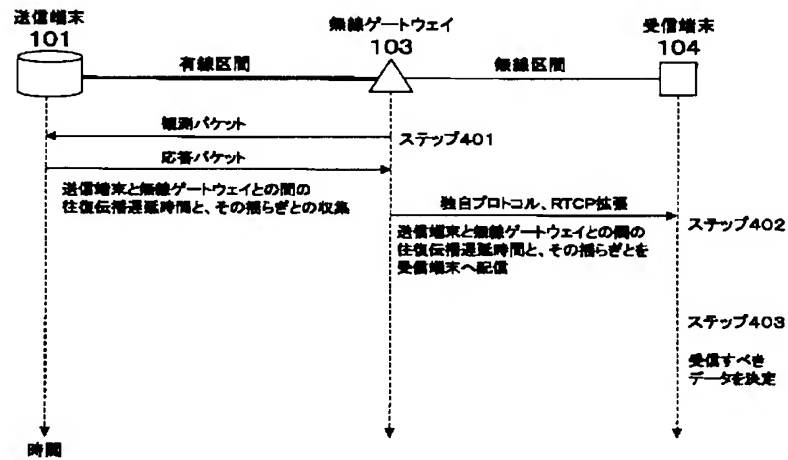 送信端末
101
無線ゲートウェイ
103
受信端末
104
有線区間
無線区間
観測パケット
ステップ401
応答パケット
送信端末と無線ゲートウェイとの間の
往復伝播遅延時間と、その揺らぎとの収集
独自プロトコル、RTCP拡張
ステップ402
送信端末と無線ゲートウェイとの間の
往復伝播遅延時間と、その揺らぎとを
受信端末へ配信
ステップ403
受信すべき
データを決定
時間